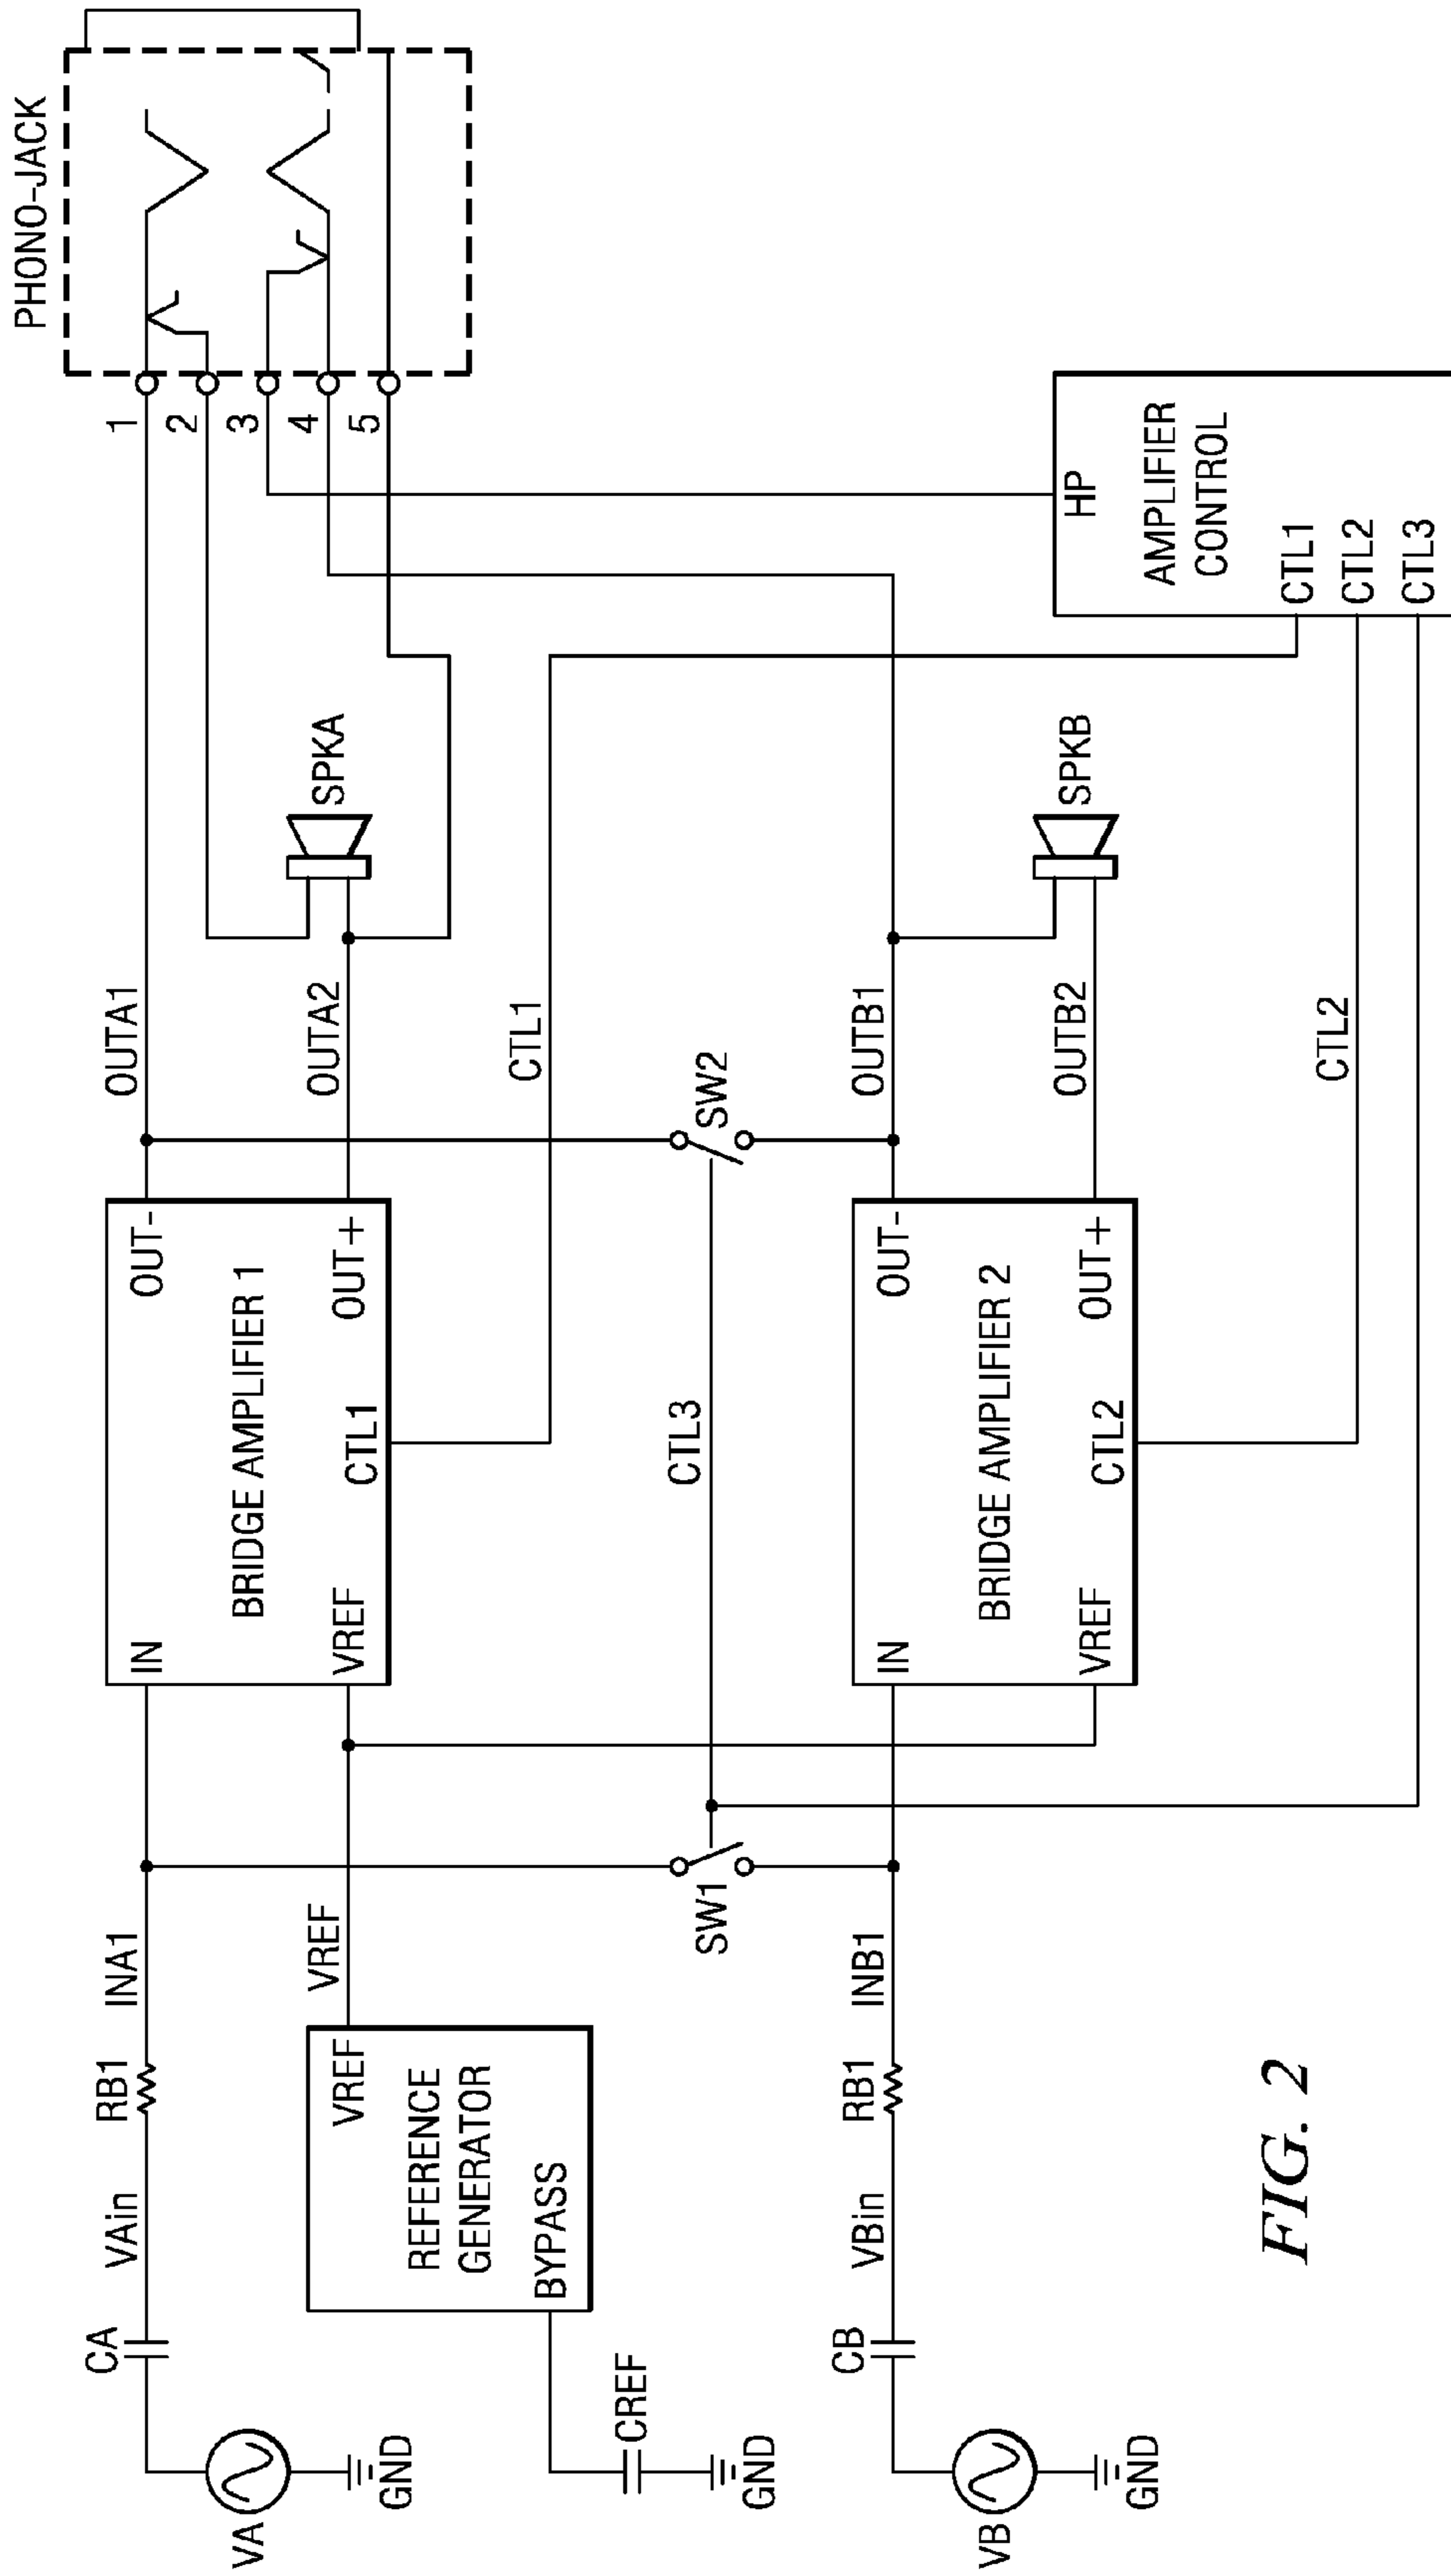 PHONO-JACK
1
2
3
4
5
OUTA1
OUTA2
SPKA
CTL1
SW2
OUTB1
OUTB2
SPKB
CTL2
HP
AMPLIFIER
CONTROL
CTL1
CTL2
CTL3
OUT-
OUT+
BRIDGE AMPLIFIER 1
CTL1
IN
VREF
CTL3
OUT-
OUT+
BRIDGE AMPLIFIER 2
CTL2
IN
VREF
INA1
VREF
SW1
INB1
RB1
VREF
REFERENCE
GENERATOR
BYPASS
RB1
VAin
VBin
CA
CREF
CB
VA
GND
GND
VB
GND
FIG. 2